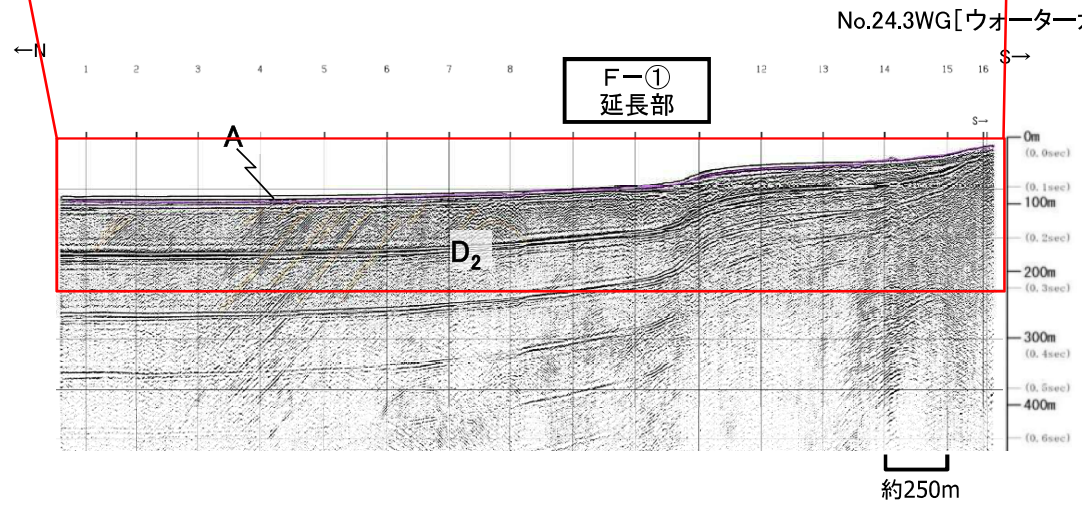 No.24.3WG[ウォーター
←N
S→
1 2 3 4 5 6 7 8 12 13 14 15 16
F－①
延長部
S→
A
0m
(0.0sec)
(0.1sec)
100m
D₂
(0.2sec)
200m
(0.3sec)
300m
(0.4sec)
(0.5sec)
400m
(0.6sec)
約250m